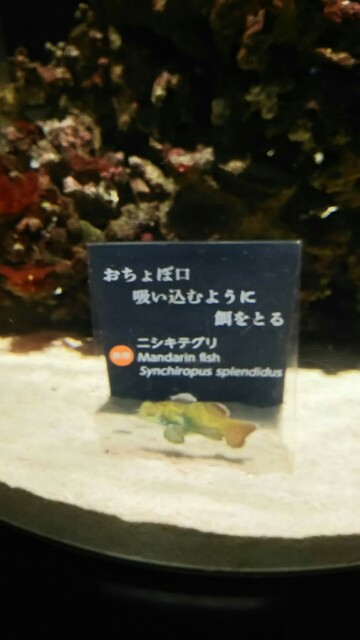 おちょぼ口
吸い込むように
餌をとる
ニシキテグリ
Mandarin fish
Synchiropus splendidus